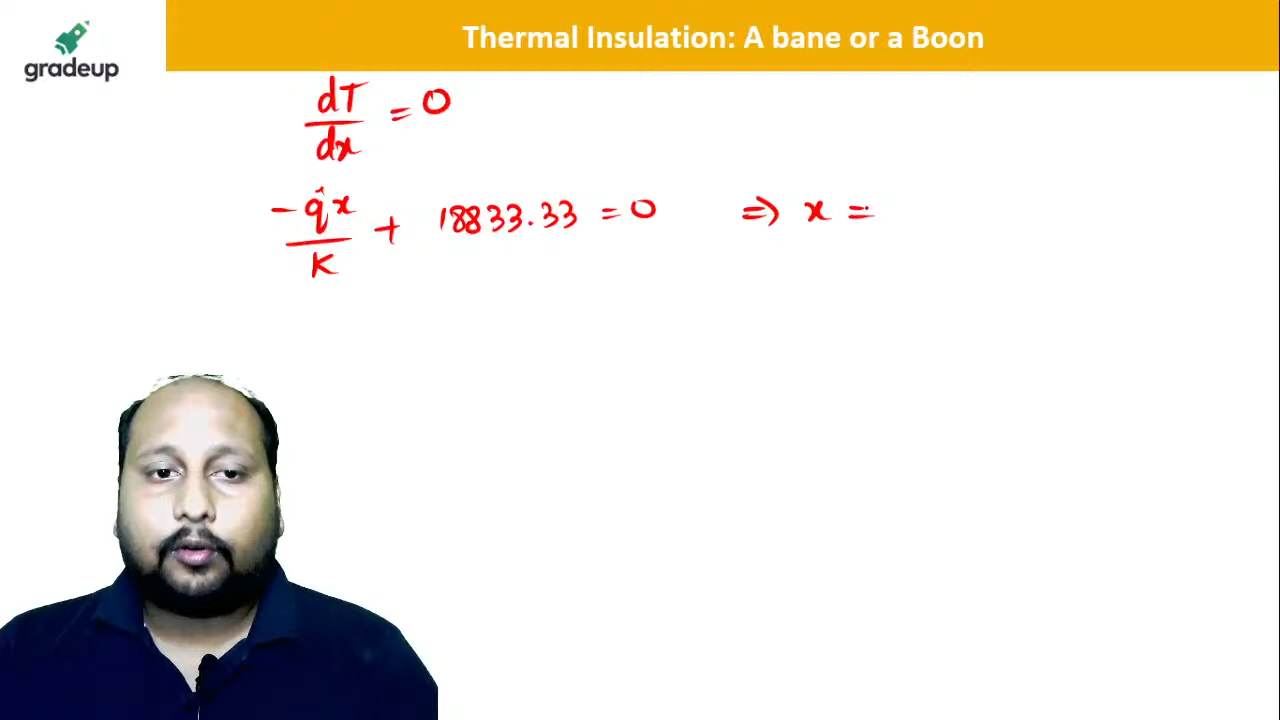 Thermal Insulation: A bane or a Boon
gradeup
dT/dx = 0
-q̇x/K + 18833.33 = 0 ⇒ x =